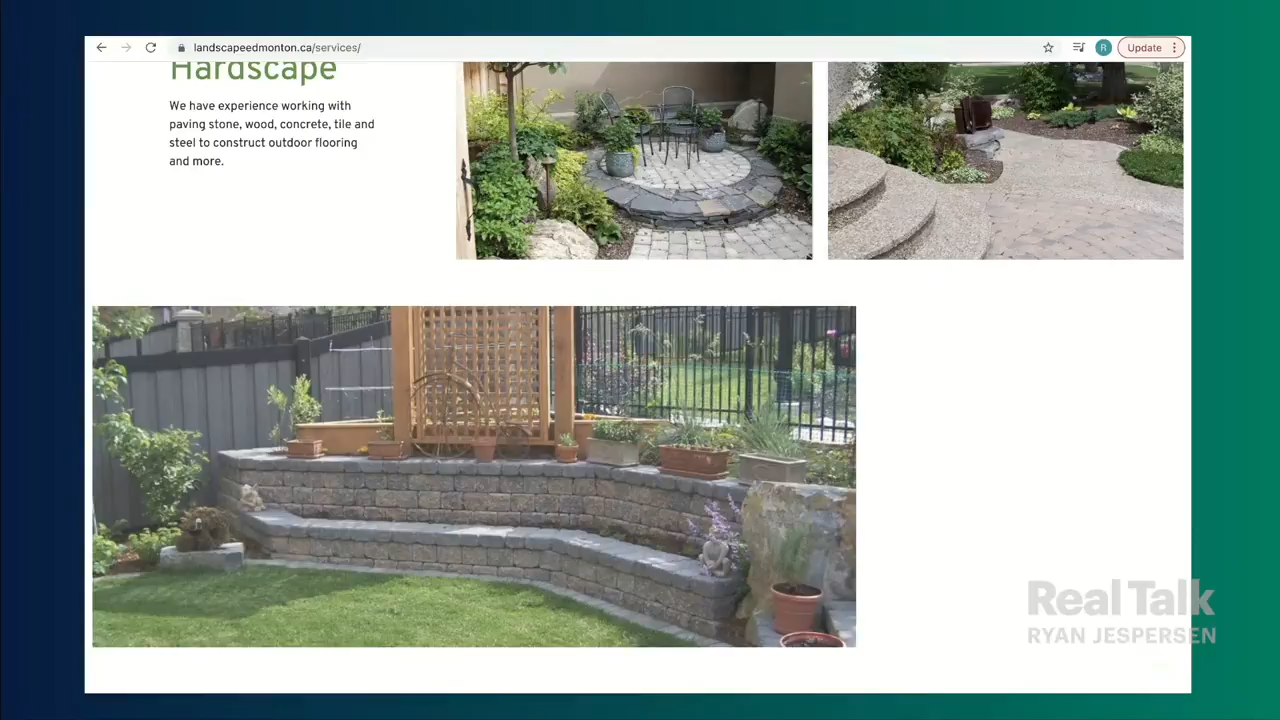 landscapeedmonton.ca/services/
R
Update
Hardscape
We have experience working with
paving stone, wood, concrete, tile and
steel to construct outdoor flooring
and more.
Real Talk
RYAN JESPERSEN